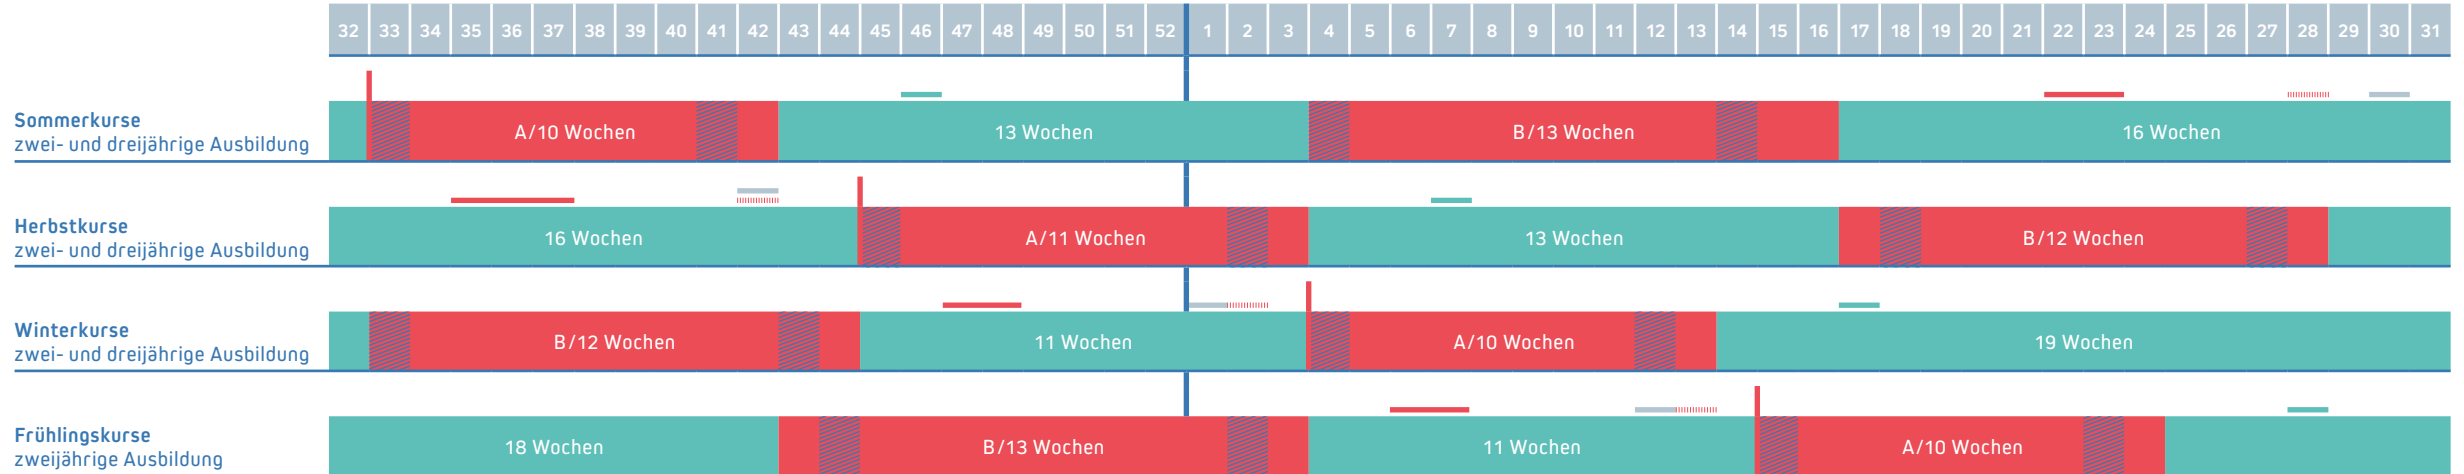 32 33 34 35 36 37 38 39 40 41 42 43 44 45 46 47 48 49 50 51 52 1 2 3 4 5 6 7 8 9 10 11 12 13 14 15 16 17 18 19 20 21 22 23 24 25 26 27 28 29 30 31
Sommerkurse
zwei- und dreijährige Ausbildung
A/10 Wochen 13 Wochen B/13 Wochen 16 Wochen
Herbstkurse
zwei- und dreijährige Ausbildung
16 Wochen A/11 Wochen 13 Wochen B/12 Wochen
Winterkurse
zwei- und dreijährige Ausbildung
B/12 Wochen 11 Wochen A/10 Wochen 19 Wochen
Frühlingskurse
zweijährige Ausbildung
18 Wochen B/13 Wochen 11 Wochen A/10 Wochen